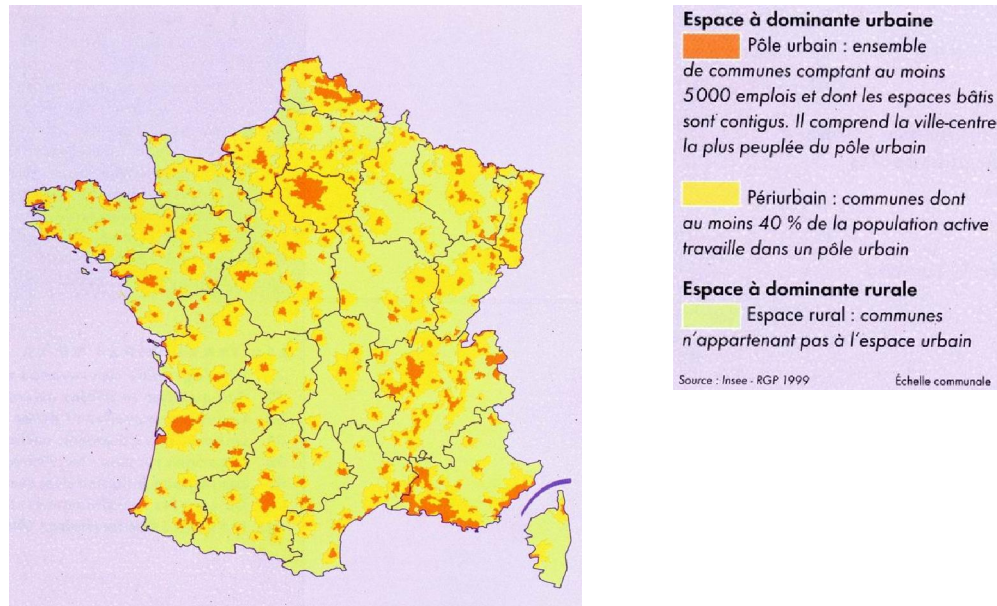 Espace à dominante urbaine
Pôle urbain : ensemble
de communes comptant au moins
5000 emplois et dont les espaces bâtis
sont contigus. Il comprend la ville-centre
la plus peuplée du pôle urbain
Périurbain : communes dont
au moins 40 % de la population active
travaille dans un pôle urbain
Espace à dominante rurale
Espace rural : communes
n'appartenant pas à l'espace urbain
Source : Insee - RGP 1999
Échelle communale